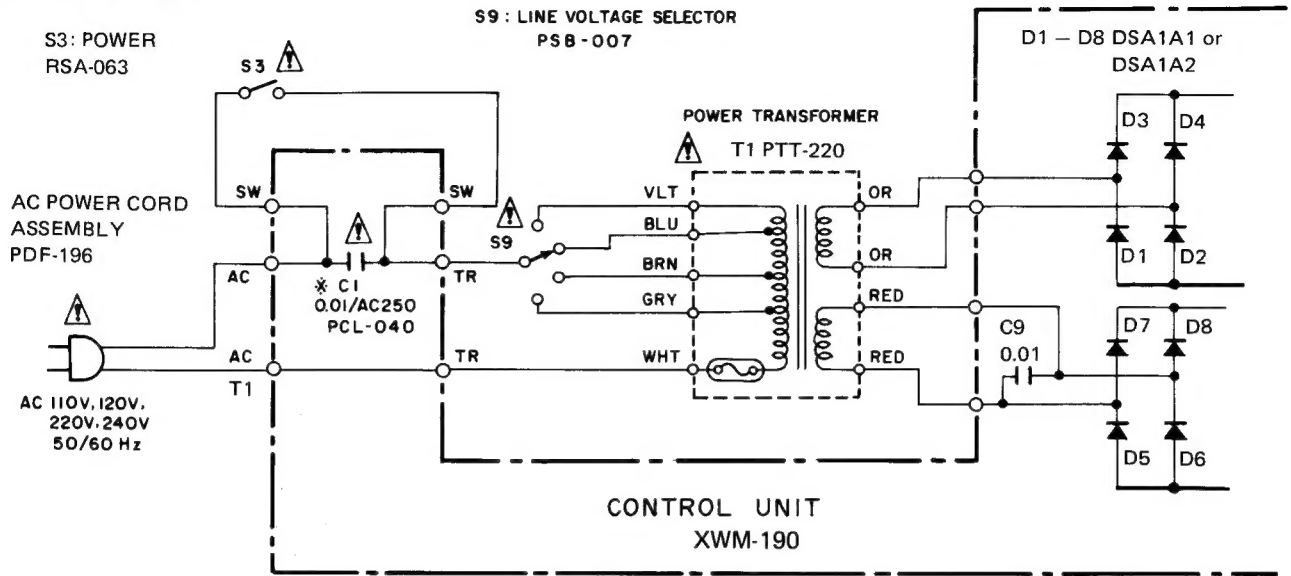 S9 : LINE VOLTAGE SELECTOR
PSB-007
S3: POWER
RSA-063
S3
D1 – D8 DSA1A1 or
DSA1A2
POWER TRANSFORMER
T1 PTT-220
D3
D4
SW
SW
VLT
OR
AC POWER CORD
ASSEMBLY
PDF-196
S9
BLU
BRN
OR
D1
D2
AC
※ C1
0.01/AC250
PCL-040
TR
GRY
RED
C9
0.01
D7
D8
AC
T1
TR
WHT
RED
AC 110V, 120V,
220V, 240V
50/60 Hz
D5
D6
CONTROL UNIT
XWM-190